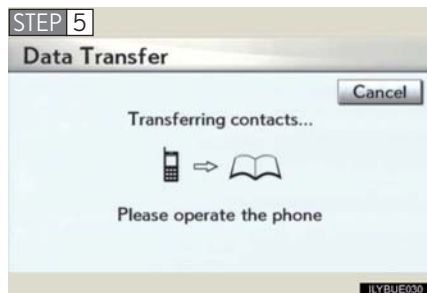 STEP 5
Data Transfer
Cancel
Transferring contacts...
Please operate the phone
ILYBUE030